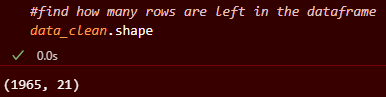 #find how many rows are left in the dataframe
data_clean.shape
0.0s
(1965, 21)